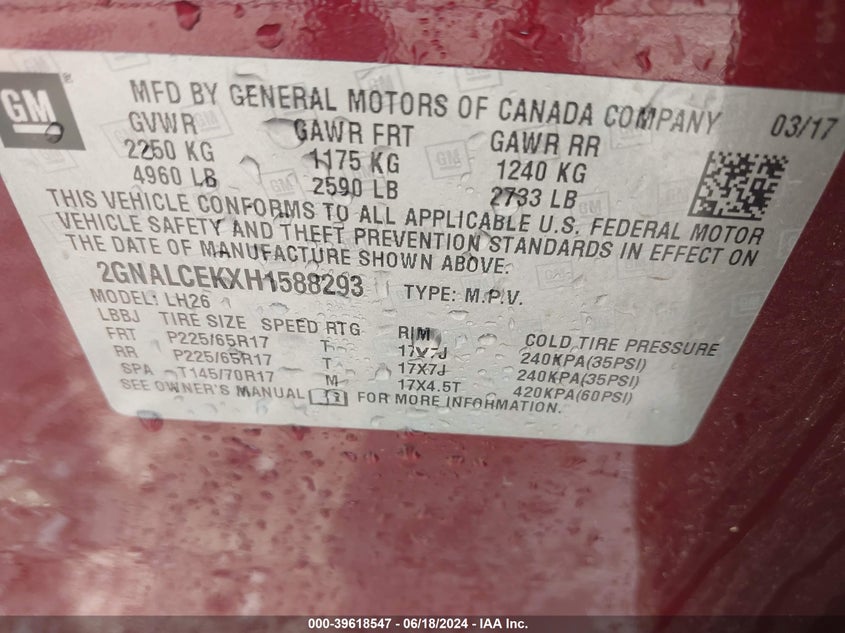 GM
MFD BY GENERAL MOTORS OF CANADA COMPANY 03/17
GVWR GAWR FRT GAWR RR
2250 KG 1175 KG 1240 KG
4960 LB 2590 LB 2733 LB
THIS VEHICLE CONFORMS TO ALL APPLICABLE U.S. FEDERAL MOTOR
VEHICLE SAFETY AND THEFT PREVENTION STANDARDS IN EFFECT ON
THE DATE OF MANUFACTURE SHOWN ABOVE.
2GNALCEKXH1588293 TYPE: M.P.V.
MODEL: LH26
LBBJ TIRE SIZE SPEED RTG RIM COLD TIRE PRESSURE
FRT P225/65R17 T 17X7J 240KPA(35PSI)
RR P225/65R17 T 17X7J 240KPA(35PSI)
SPA T145/70R17 M 17X4.5T 420KPA(60PSI)
SEE OWNER'S MANUAL FOR MORE INFORMATION.
000-39618547 - 06/18/2024 - IAA Inc.